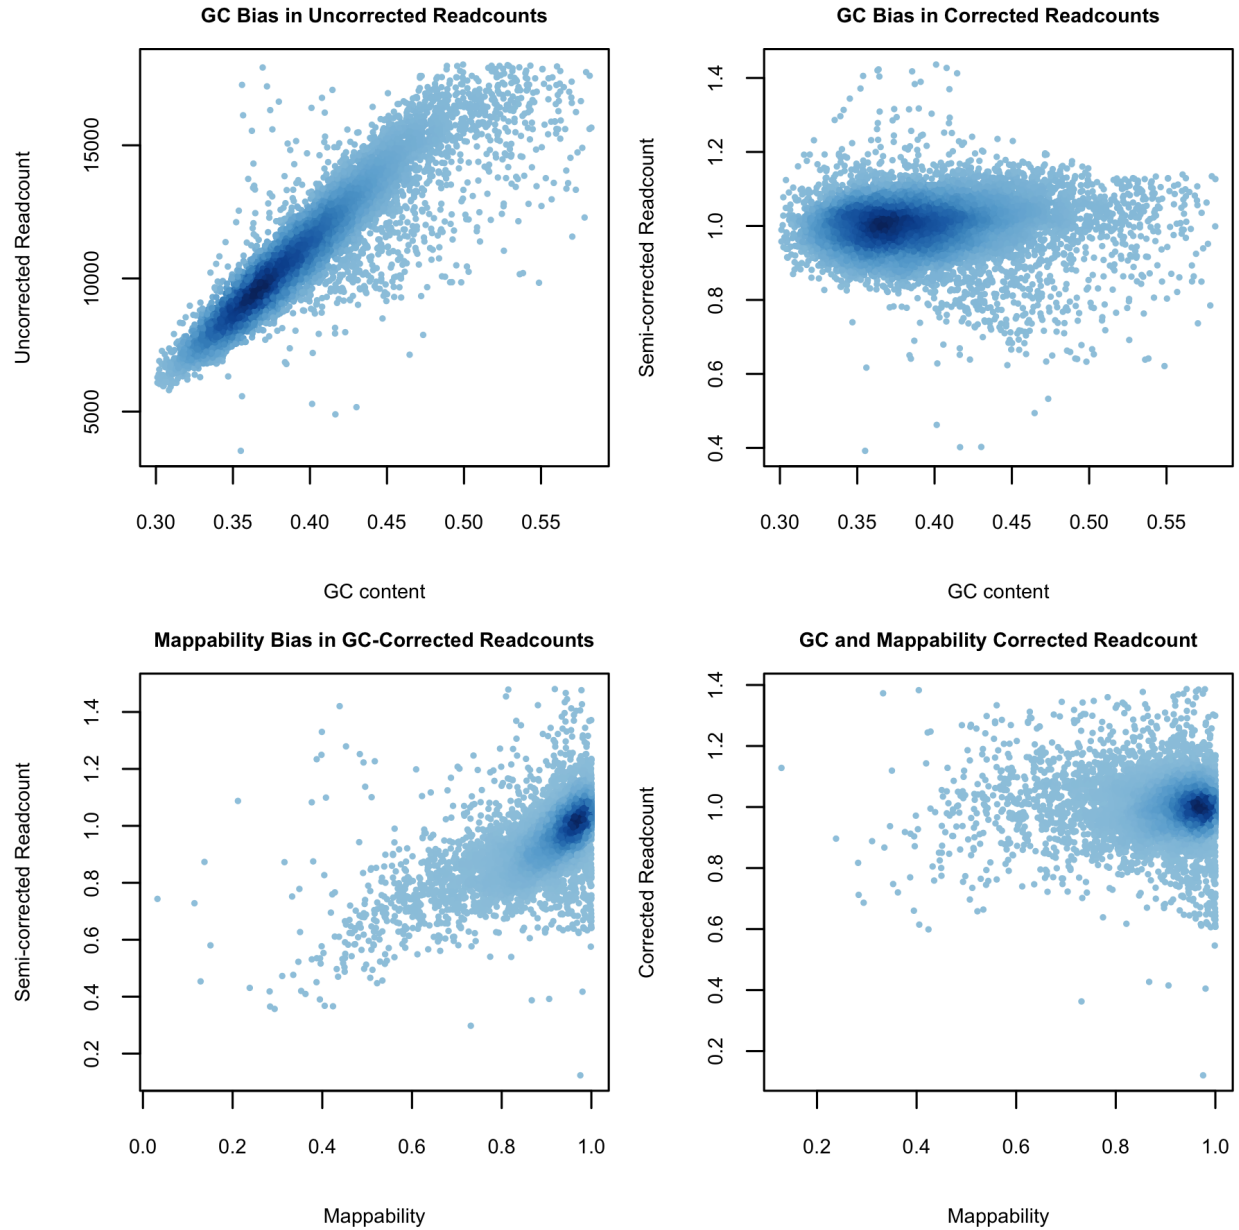 GC Bias in Uncorrected Readcounts
Uncorrected Readcount
15000
10000
5000
0.30 0.35 0.40 0.45 0.50 0.55
GC content
GC Bias in Corrected Readcounts
Semi-corrected Readcount
1.4
1.2
1.0
0.8
0.6
0.4
0.30 0.35 0.40 0.45 0.50 0.55
GC content
Mappability Bias in GC-Corrected Readcounts
Semi-corrected Readcount
1.4
1.2
1.0
0.8
0.6
0.4
0.2
0.0 0.2 0.4 0.6 0.8 1.0
Mappability
GC and Mappability Corrected Readcount
Corrected Readcount
1.4
1.2
1.0
0.8
0.6
0.4
0.2
0.2 0.4 0.6 0.8 1.0
Mappability